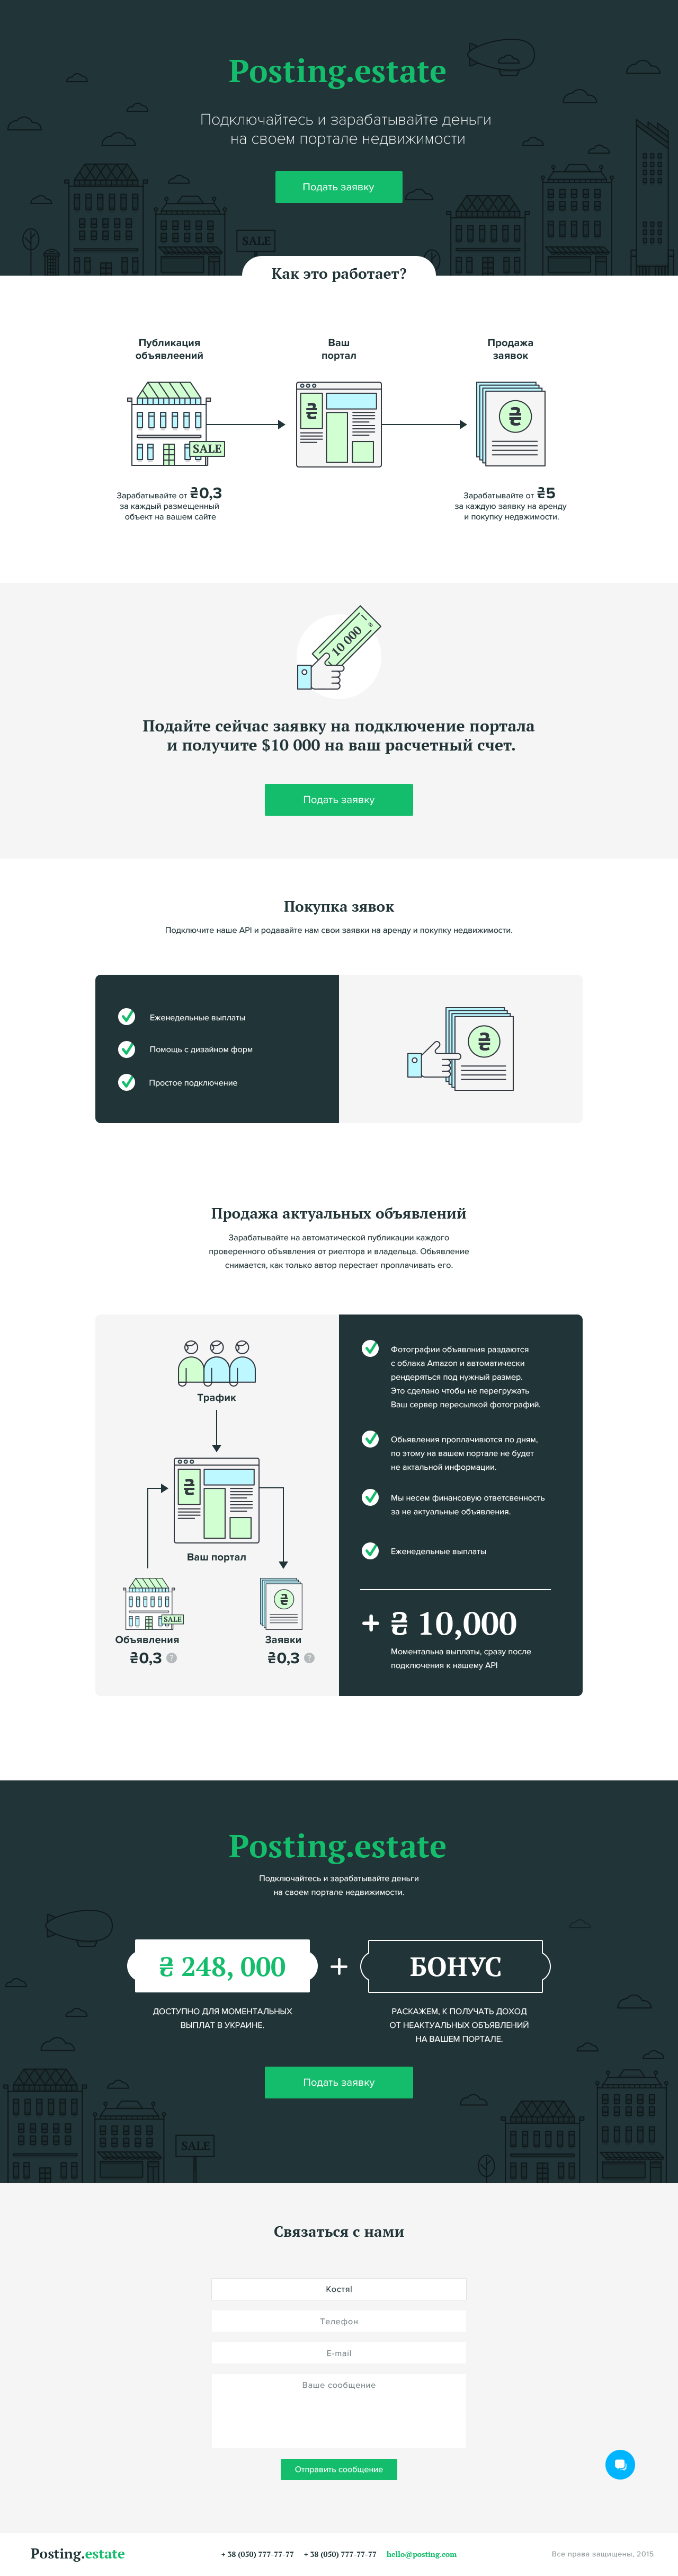 Posting.estate
Подключайтесь и зарабатывайте деньги
на своем портале недвижимости
Подать заявку
SALE
Как это работает?
Публикация
объявлеений
Ваш
портал
Продажа
заявок
₴
₴
SALE
Зарабатывайте от ₴0,3
за каждый размещенный
объект на вашем сайте
Зарабатывайте от ₴5
за каждую заявку на аренду
и покупку недвжимости.
10 000
₴
Подайте сейчас заявку на подключение портала
и получите $10 000 на ваш расчетный счет.
Подать заявку
Покупка зявок
Подключите наше API и родавайте нам свои заявки на аренду и покупку недвижимости.
Еженедельные выплаты
Помощь с дизайном форм
Простое подключение
₴
Продажа актуальных объявлений
Зарабатывайте на автоматической публикации каждого
проверенного объявления от риелтора и владельца. Обьявление
снимается, как только автор перестает проплачивать его.
Трафик
₴
Ваш портал
SALE
₴
Объявления
Заявки
₴0,3 ?
₴0,3 ?
Фотографии объявлния раздаются
с облака Amazon и автоматически
рендеряться под нужный размер.
Это сделано чтобы не перегружать
Ваш сервер пересылкой фотографий.
Обьявления проплачивются по дням,
по этому на вашем портале не будет
не актальной информации.
Мы несем финансовую ответсвенность
за не актуальные объявления.
Еженедельные выплаты
+ ₴ 10,000
Моментальна выплаты, сразу после
подключения к нашему API
Posting.estate
Подключайтесь и зарабатывайте деньги
на своем портале недвижимости.
₴ 248, 000 + БОНУС
ДОСТУПНО ДЛЯ МОМЕНТАЛЬНЫХ
ВЫПЛАТ В УКРАИНЕ.
РАСКАЖЕМ, К ПОЛУЧАТЬ ДОХОД
ОТ НЕАКТУАЛЬНЫХ ОБЪЯВЛЕНИЙ
НА ВАШЕМ ПОРТАЛЕ.
Подать заявку
SALE
Связаться с нами
Костя
Телефон
E-mail
Ваше сообщение
Отправить сообщение
Posting.estate
+ 38 (050) 777-77-77 + 38 (050) 777-77-77 hello@posting.com
Все права защищены, 2015